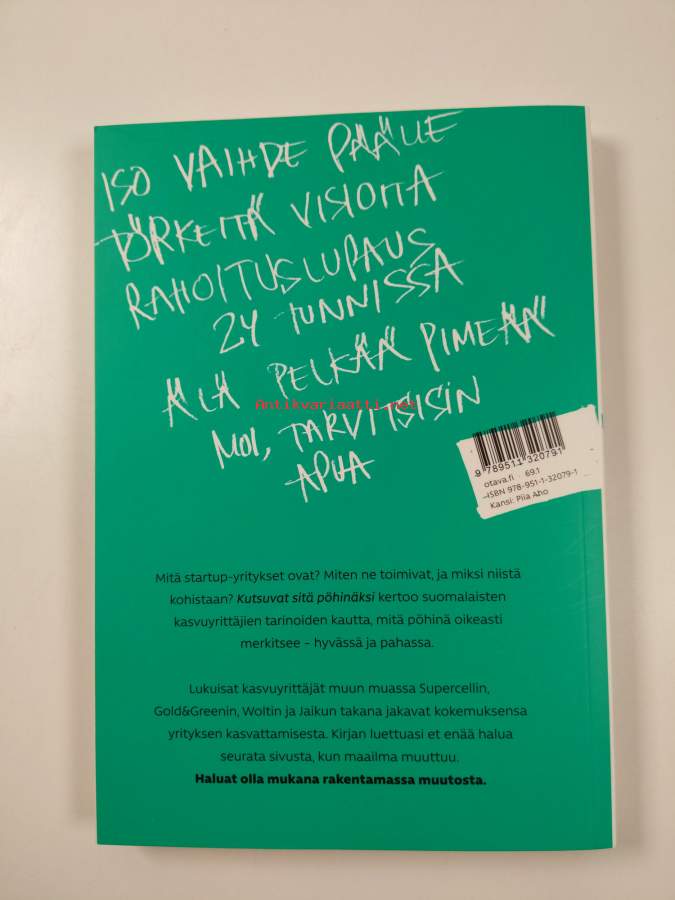 ISO VAIHDE PÄÄLLE
TÖRKEITÄ VISIOITA
RAHOITUSLUPAUS
24 TUNNISSA
ÄLÄ PELKÄÄ PIMEÄÄ
Antikvariaatti.net
MOI, TARVITSISIN
APUA
9 789511 320791
otava.fi 69.1
ISBN 978-951-1-32079-1
Kansi: Piia Aho
Mitä startup-yritykset ovat? Miten ne toimivat, ja miksi niistä
kohistaan? Kutsuvat sitä pöhinäksi kertoo suomalaisten
kasvuyrittäjien tarinoiden kautta, mitä pöhinä oikeasti
merkitsee – hyvässä ja pahassa.
Lukuisat kasvuyrittäjät muun muassa Supercellin,
Gold&Greenin, Woltin ja Jaikun takana jakavat kokemuksensa
yrityksen kasvattamisesta. Kirjan luettuasi et enää halua
seurata sivusta, kun maailma muuttuu.
Haluat olla mukana rakentamassa muutosta.